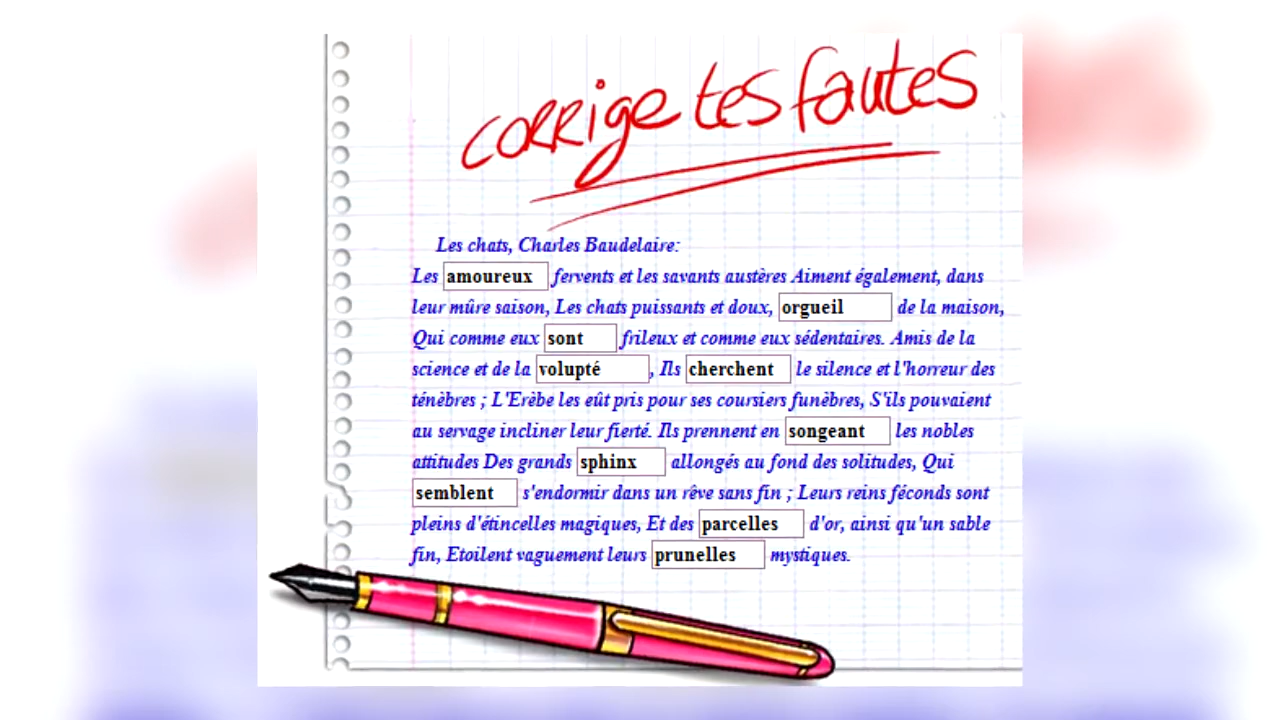 corrige tes fautes
Les chats, Charles Baudelaire:
Les amoureux fervents et les savants austères Aiment également, dans
leur mûre saison, Les chats puissants et doux, orgueil de la maison,
Qui comme eux sont frileux et comme eux sédentaires. Amis de la
science et de la volupté , Ils cherchent le silence et l'horreur des
ténèbres ; L'Erèbe les eût pris pour ses coursiers funèbres, S'ils pouvaient
au servage incliner leur fierté. Ils prennent en songeant les nobles
attitudes Des grands sphinx allongés au fond des solitudes, Qui
semblent s'endormir dans un rêve sans fin ; Leurs reins féconds sont
pleins d'étincelles magiques, Et des parcelles d'or, ainsi qu'un sable
fin, Etoilent vaguement leurs prunelles mystiques.